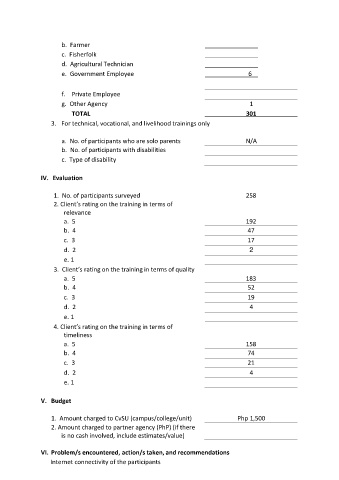 b. Farmer
c. Fisherfolk
d. Agricultural Technician
e. Government Employee 6
f. Private Employee
g. Other Agency 1
TOTAL 301
3. For technical, vocational, and livelihood trainings only
a. No. of participants who are solo parents N/A
b. No. of participants with disabilities
c. Type of disability
IV. Evaluation
1. No. of participants surveyed 258
2. Client's rating on the training in terms of
relevance
a. 5 192
b. 4 47
c. 3 17
d. 2 2
e. 1
3. Client's rating on the training in terms of quality
a. 5 183
b. 4 52
c. 3 19
d. 2 4
e. 1
4. Client's rating on the training in terms of
timeliness
a. 5 158
b. 4 74
c. 3 21
d. 2 4
e. 1
V. Budget
1. Amount charged to CvSU (campus/college/unit) Php 1,500
2. Amount charged to partner agency (PhP) (if there
is no cash involved, include estimates/value)
VI. Problem/s encountered, action/s taken, and recommendations
Internet connectivity of the participants